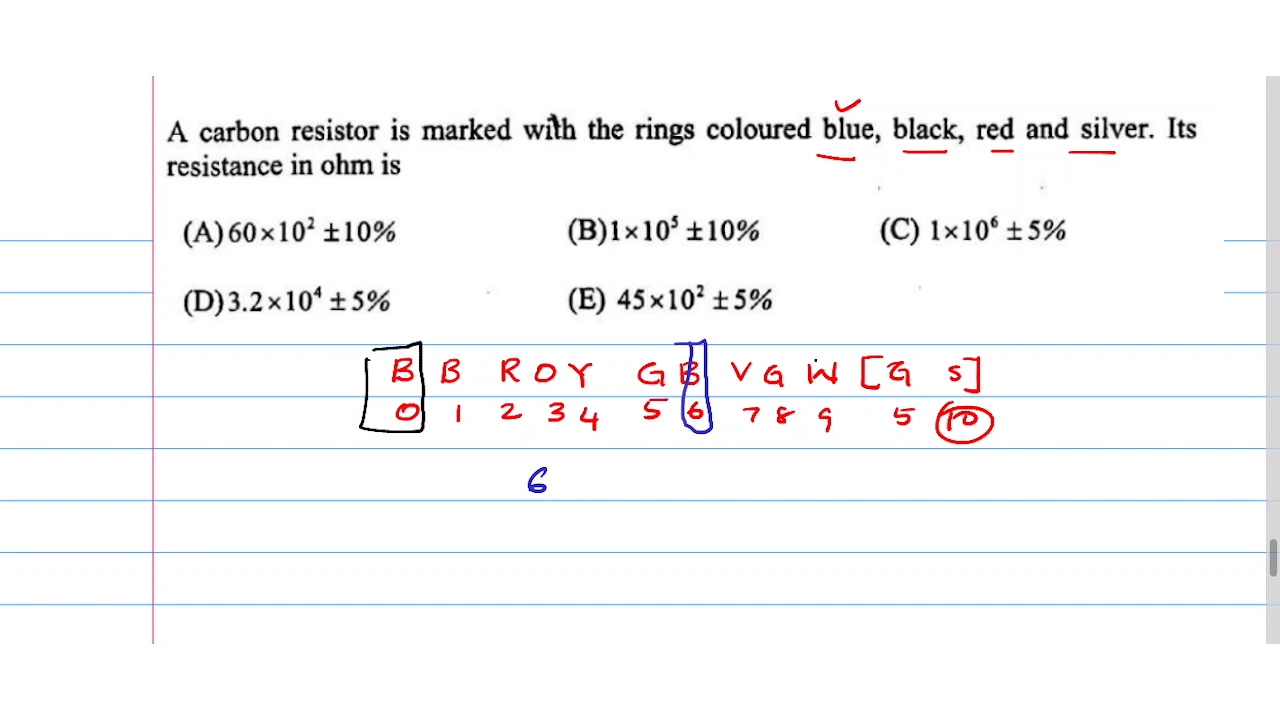 A carbon resistor is marked with the rings coloured blue, black, red and silver. Its
resistance in ohm is
(A) 60×10² ±10% (B) 1×10⁵ ±10% (C) 1×10⁶ ±5%
(D) 3.2×10⁴ ±5% (E) 45×10² ±5%
B B R O Y G B V G W [G S]
0 1 2 3 4 5 6 7 8 9 5 10
6